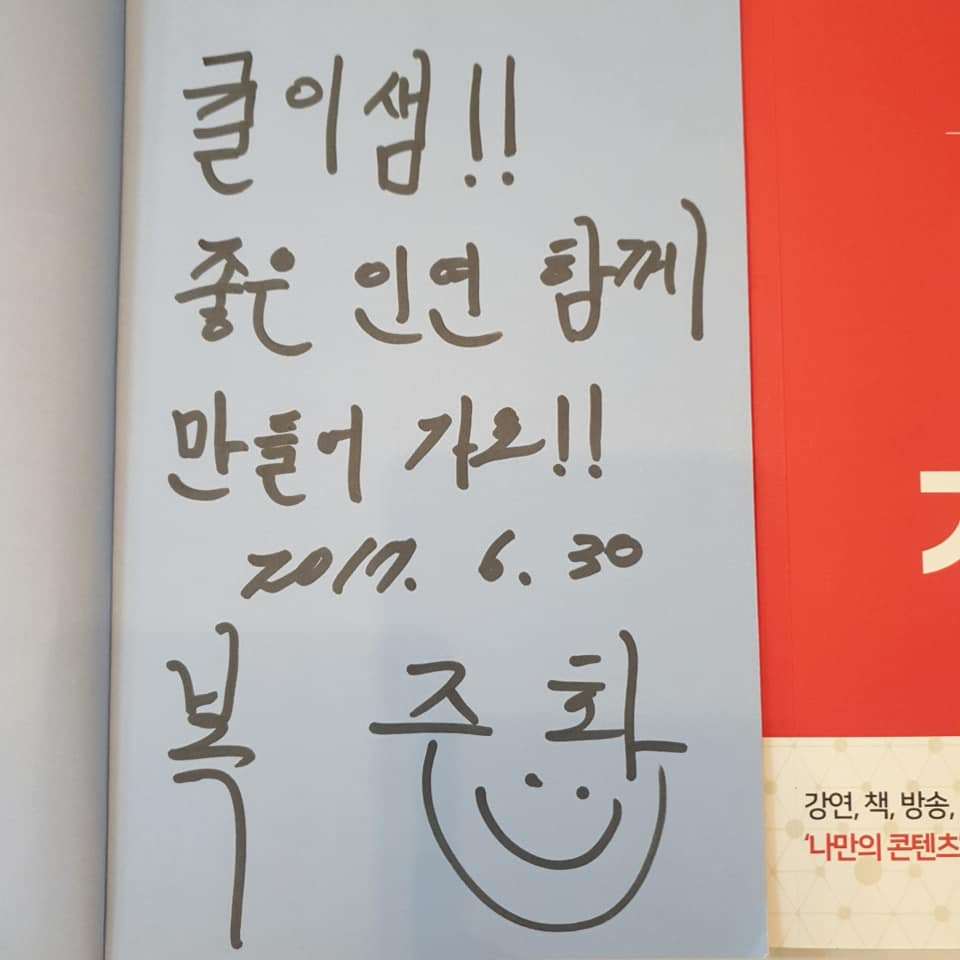 클이샘!!
좋은 인연 함께
만들어 가요!!
2017. 6. 30
복 주환
강연, 책, 방송,
‘나만의 콘텐츠